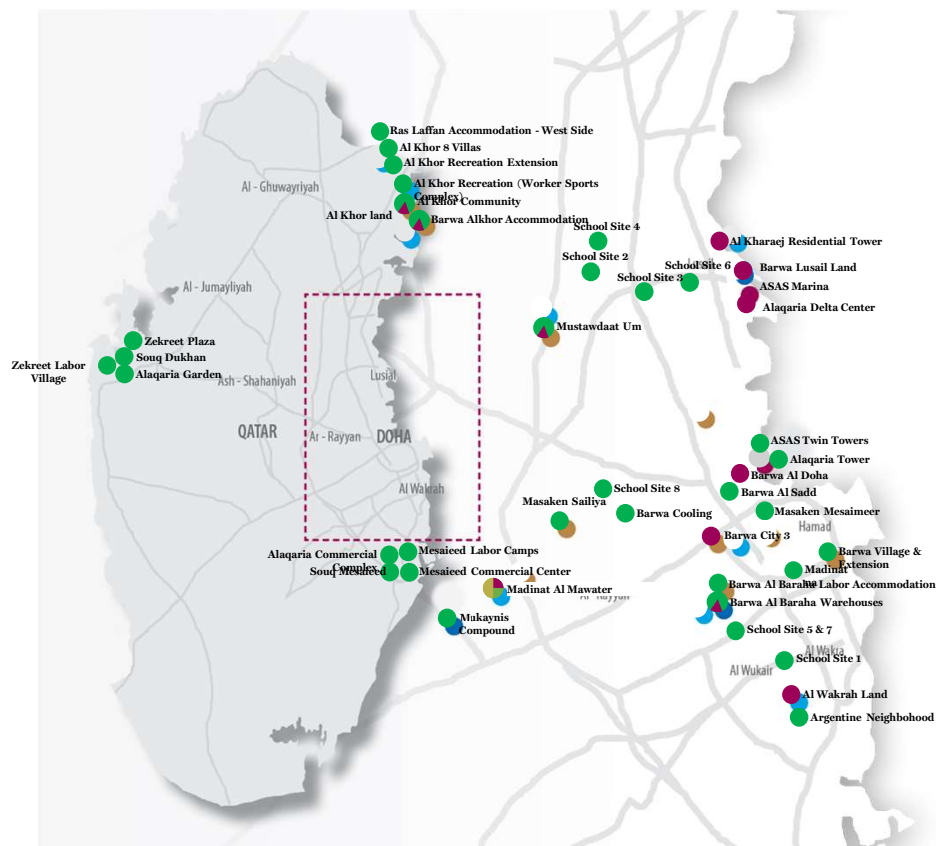 Ras Laffan Accommodation - West Side
Al Khor 8 Villas
Al Khor Recreation Extension
Al - Ghuwayriyah
Al Khor Recreation (Worker Sports
Complex)
Al Khor Community
Al Khor land
Barwa Alkhor Accommodation
School Site 4
Al Kharaej Residential Tower
School Site 2
School Site 6
Barwa Lusail Land
School Site 3
ASAS Marina
Al - Jumayliyah
Alaqaria Delta Center
Mustawdaat Um
Zekreet Plaza
Souq Dukhan
Zekreet Labor
Village
Alaqaria Garden
Ash - Shahaniyah
Lusial
QATAR
Ar - Rayyan
DOHA
ASAS Twin Towers
Alaqaria Tower
Barwa Al Doha
Al Wakrah
School Site 8
Barwa Al Sadd
Masaken Sailiya
Barwa Cooling
Masaken Mesaimeer
Hamad
Barwa City 3
Alaqaria Commercial
Complex
Mesaieed Labor Camps
Barwa Village &
Extension
Souq Mesaieed
Mesaieed Commercial Center
Madinat
Madinat Al Mawater
Barwa Al Baraha Labor Accommodation
Barwa Al Baraha Warehouses
Mukaynis
Compound
School Site 5 & 7
Al Wakra
School Site 1
Al Wukair
Al Wakrah Land
Argentine Neighbohood